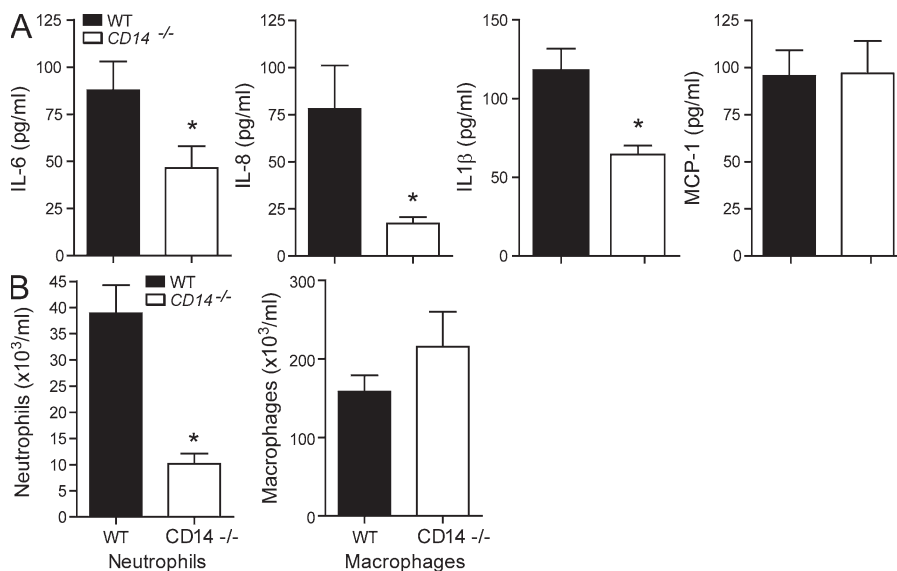 A
WT
CD14 -/-
IL-6 (pg/ml)
125
100
75
50
25
0
*
IL-8 (pg/ml)
125
100
75
50
25
0
*
IL1β (pg/ml)
150
100
50
0
*
MCP-1 (pg/ml)
125
100
75
50
25
0
B
WT
CD14 -/-
Neutrophils (x10³/ml)
45
40
35
30
25
20
15
10
5
0
*
WT CD14 -/-
Neutrophils
Macrophages (x10³/ml)
300
200
100
0
WT CD14 -/-
Macrophages